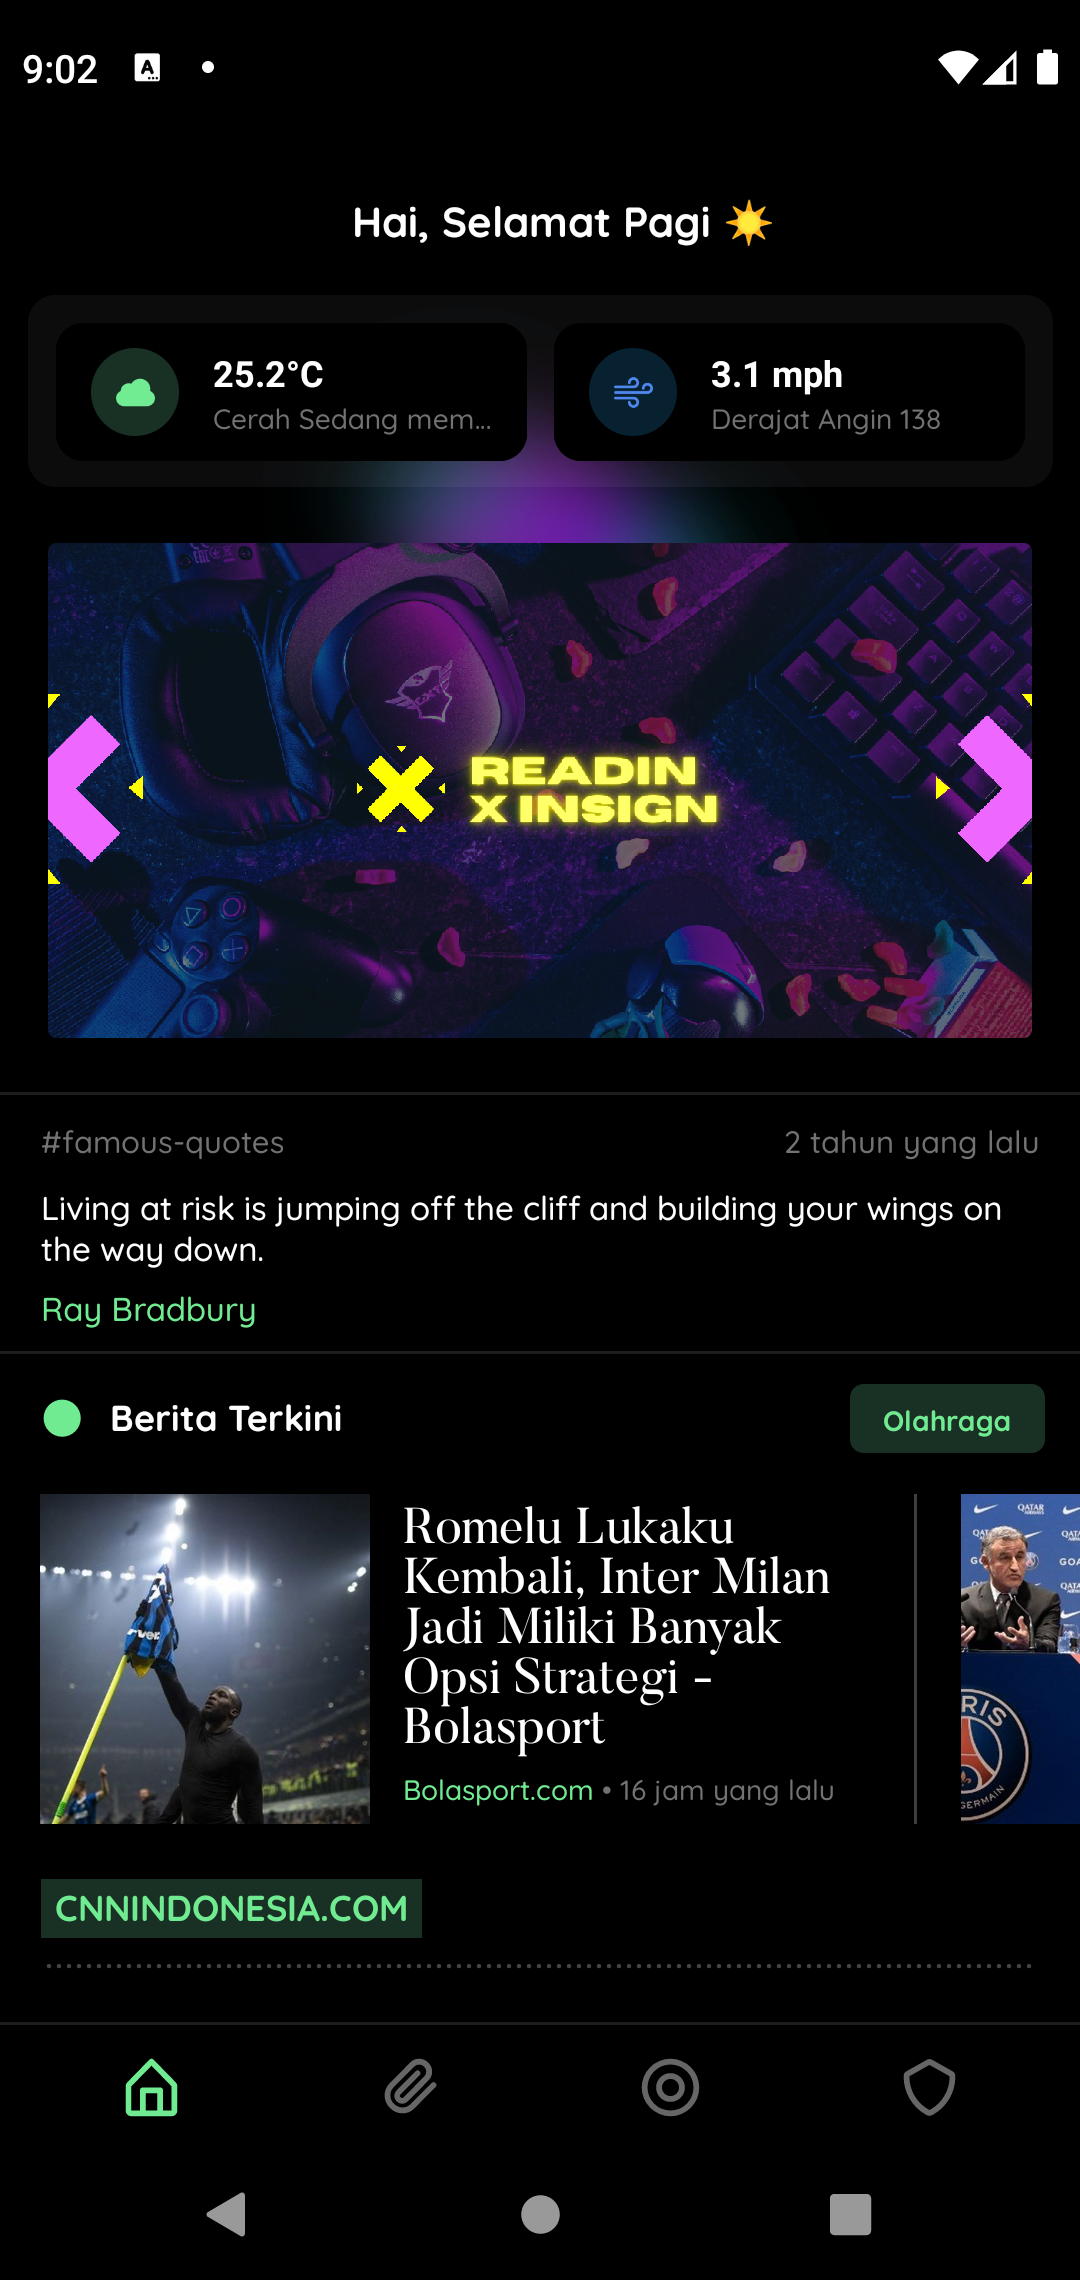 9:02
Hai, Selamat Pagi ☀️
25.2°C
Cerah Sedang mem...
3.1 mph
Derajat Angin 138
READIN
X INSIGN
#famous-quotes
2 tahun yang lalu
Living at risk is jumping off the cliff and building your wings on
the way down.
Ray Bradbury
Berita Terkini
Olahraga
Romelu Lukaku
Kembali, Inter Milan
Jadi Miliki Banyak
Opsi Strategi -
Bolasport
Bolasport.com • 16 jam yang lalu
QATAR
GERMAIN
CNNINDONESIA.COM